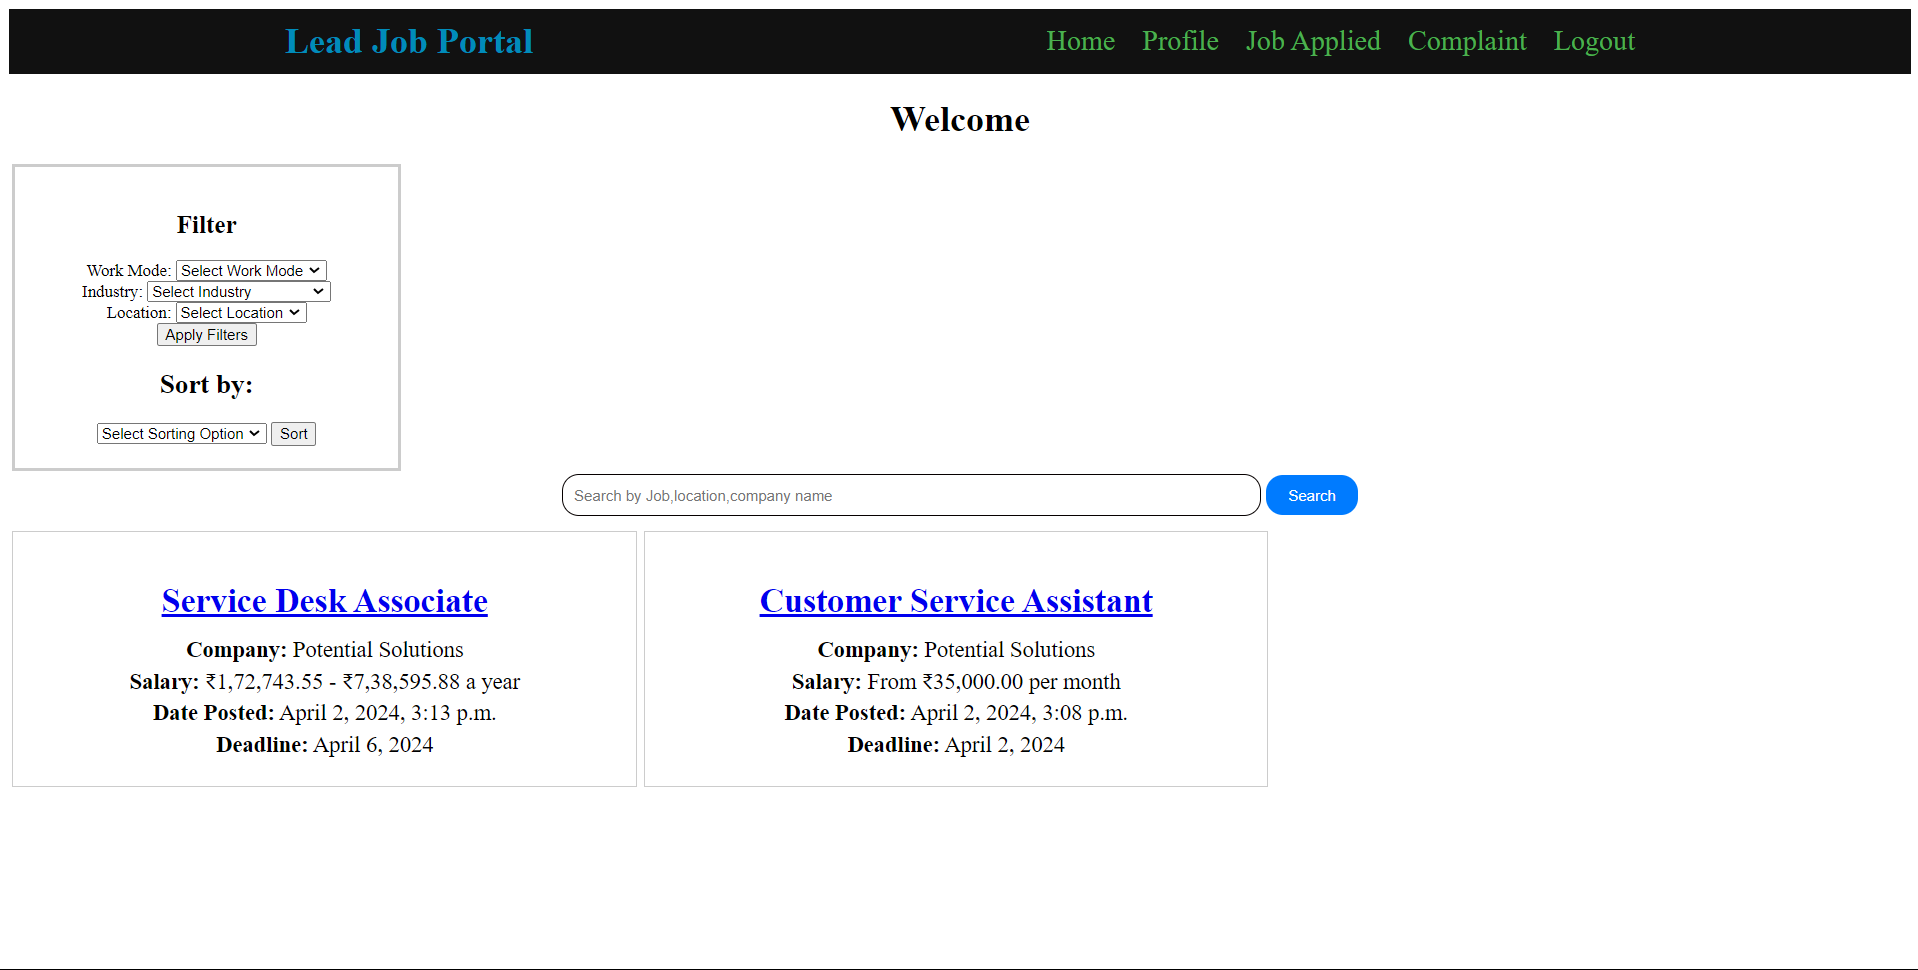 Lead Job Portal
Home Profile Job Applied Complaint Logout
Welcome
Filter
Work Mode: Select Work Mode
Industry: Select Industry
Location: Select Location
Apply Filters
Sort by:
Select Sorting Option Sort
Search by Job,location,company name Search
Service Desk Associate
Company: Potential Solutions
Salary: ₹1,72,743.55 - ₹7,38,595.88 a year
Date Posted: April 2, 2024, 3:13 p.m.
Deadline: April 6, 2024
Customer Service Assistant
Company: Potential Solutions
Salary: From ₹35,000.00 per month
Date Posted: April 2, 2024, 3:08 p.m.
Deadline: April 2, 2024